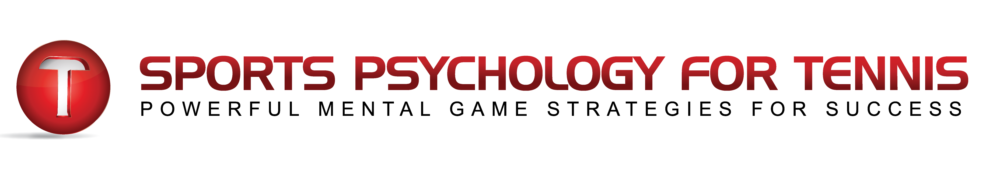 T
SPORTS PSYCHOLOGY FOR TENNIS
POWERFUL MENTAL GAME STRATEGIES FOR SUCCESS